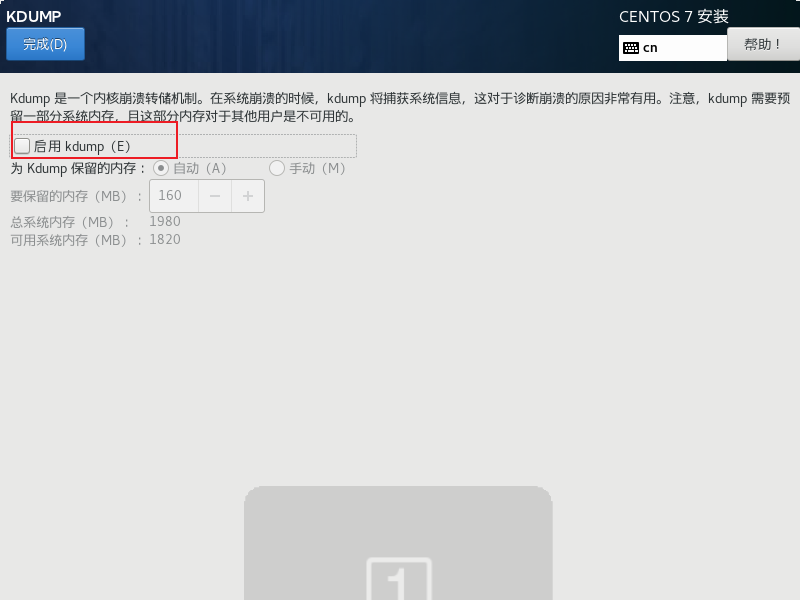 KDUMP
CENTOS 7 安装
完成(D)
cn
帮助！
Kdump 是一个内核崩溃转储机制。在系统崩溃的时候，kdump 将捕获系统信息，这对于诊断崩溃的原因非常有用。注意，kdump 需要预
留一部分系统内存，且这部分内存对于其他用户是不可用的。
启用 kdump（E）
为 Kdump 保留的内存： 自动（A） 手动（M）
要保留的内存（MB）： 160 − +
总系统内存（MB）： 1980
可用系统内存（MB）： 1820
1